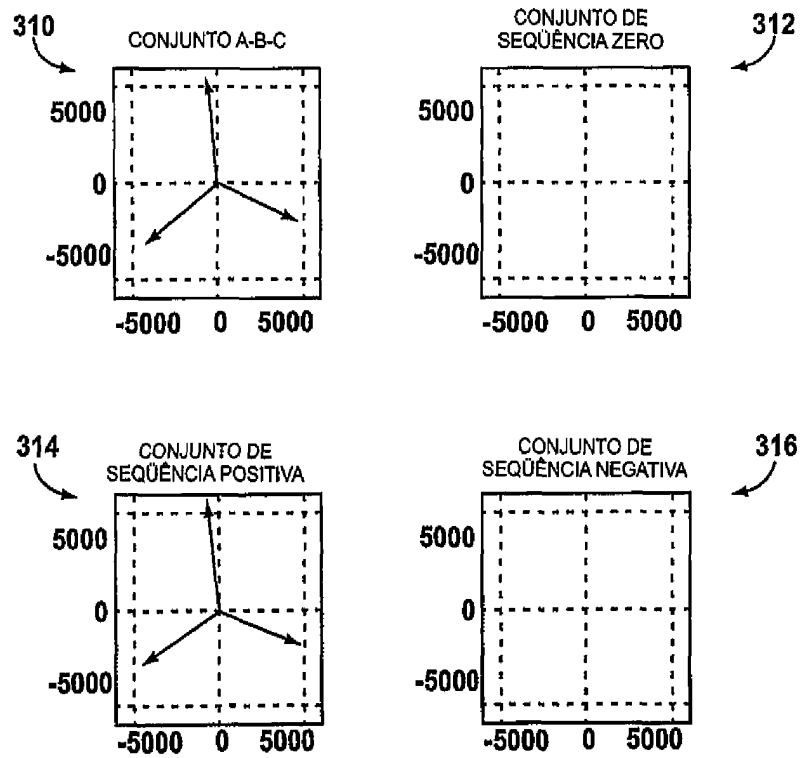 310
CONJUNTO A-B-C
5000
0
-5000
-5000 0 5000
CONJUNTO DE
SEQÜÊNCIA ZERO
312
5000
0
-5000
-5000 0 5000
314
CONJUNTO DE
SEQÜÊNCIA POSITIVA
5000
0
-5000
-5000 0 5000
CONJUNTO DE
SEQÜÊNCIA NEGATIVA
316
5000
0
-5000
-5000 0 5000